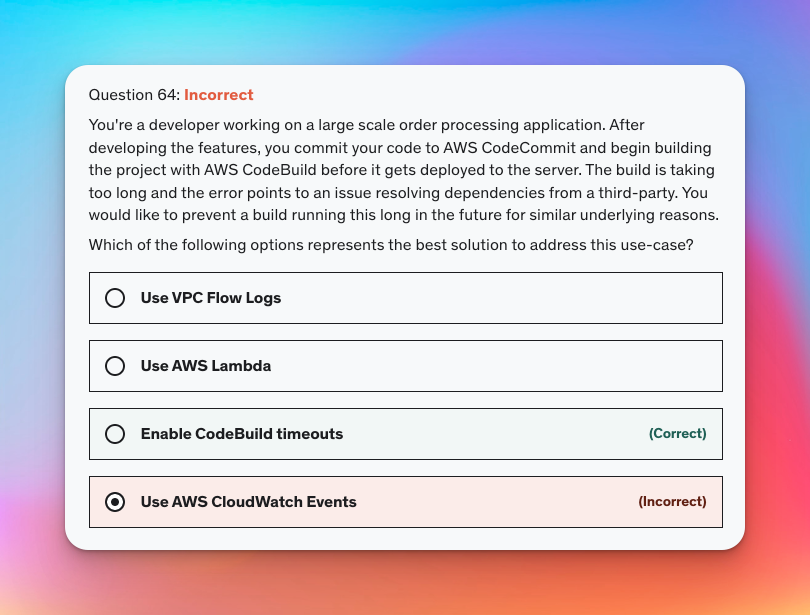 Question 64: Incorrect
You're a developer working on a large scale order processing application. After
developing the features, you commit your code to AWS CodeCommit and begin building
the project with AWS CodeBuild before it gets deployed to the server. The build is taking
too long and the error points to an issue resolving dependencies from a third-party. You
would like to prevent a build running this long in the future for similar underlying reasons.
Which of the following options represents the best solution to address this use-case?
Use VPC Flow Logs
Use AWS Lambda
Enable CodeBuild timeouts (Correct)
Use AWS CloudWatch Events (Incorrect)